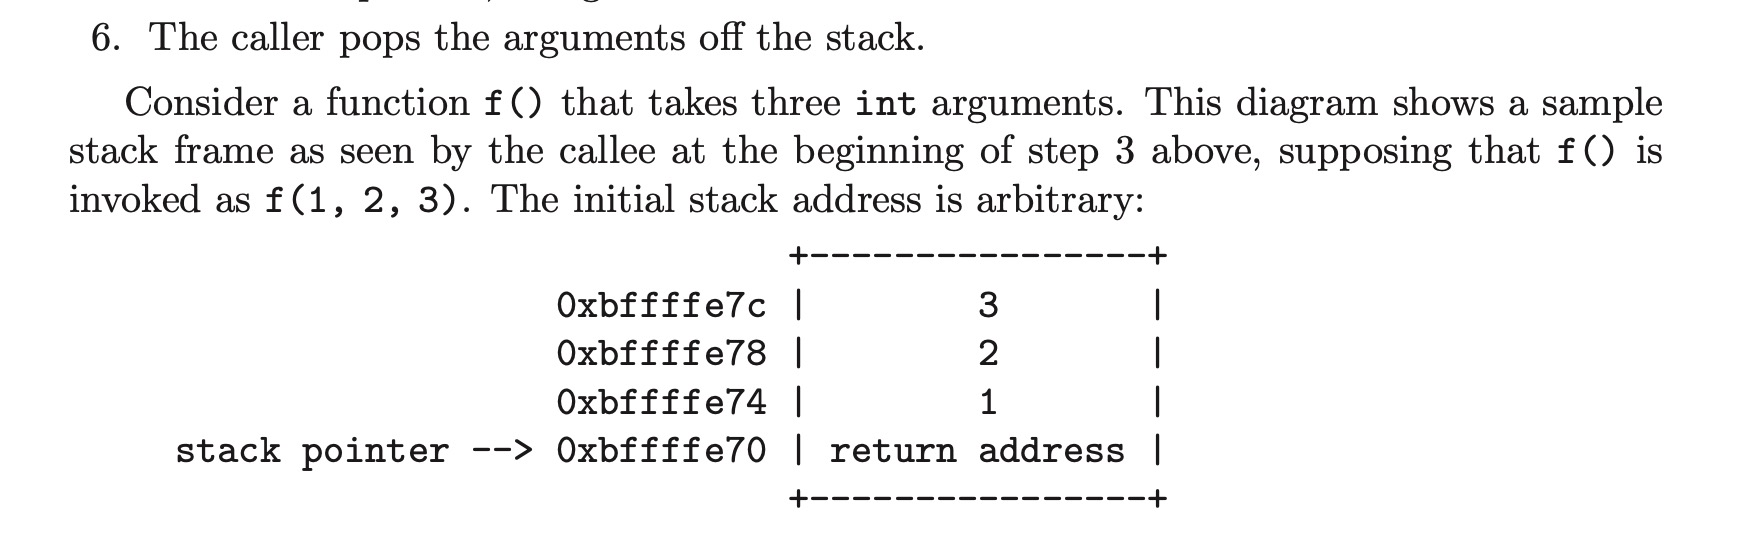 6. The caller pops the arguments off the stack.
Consider a function f() that takes three int arguments. This diagram shows a sample
stack frame as seen by the callee at the beginning of step 3 above, supposing that f() is
invoked as f(1, 2, 3). The initial stack address is arbitrary:
+----------------+
0xbffffe7c | 3 |
0xbffffe78 | 2 |
0xbffffe74 | 1 |
stack pointer --> 0xbffffe70 | return address |
+----------------+